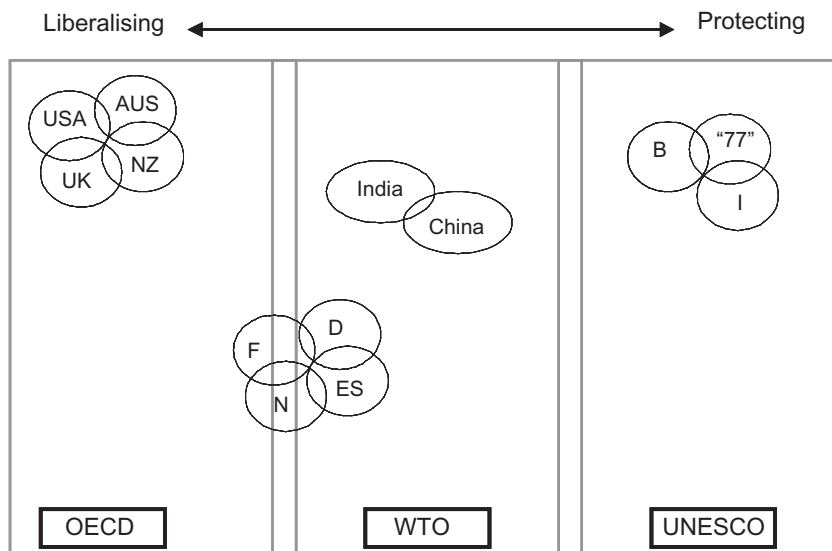 Liberalising Protecting
USA AUS
UK NZ
India
China
B “77”
I
F D
N ES
OECD WTO UNESCO